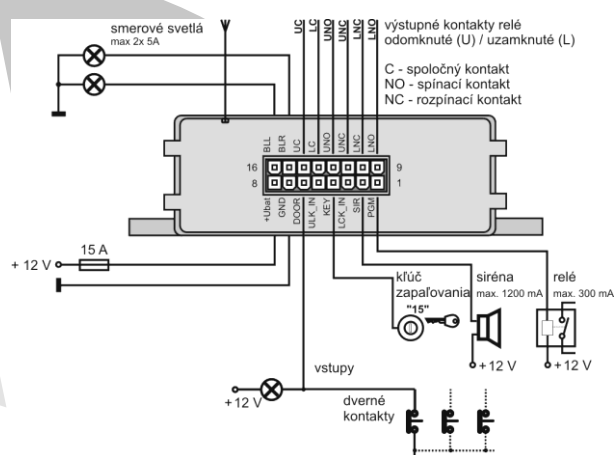 smerové svetlá
max 2x 5A
UC
LC
UNO
UNC
LNC
LNO
výstupné kontakty relé
odomknuté (U) / uzamknuté (L)
C - spoločný kontakt
NO - spínací kontakt
NC - rozpínací kontakt
BLL
BLR
UC
LC
UNO
UNC
LNC
LNO
16
9
8
1
+Ubat
GND
DOOR
ULK_IN
KEY
LCK_IN
SIR
PGM
15 A
+ 12 V
kľúč
zapaľovania
"15"
siréna
max. 1200 mA
relé
max. 300 mA
+ 12 V
+ 12 V
vstupy
+ 12 V
dverné
kontakty